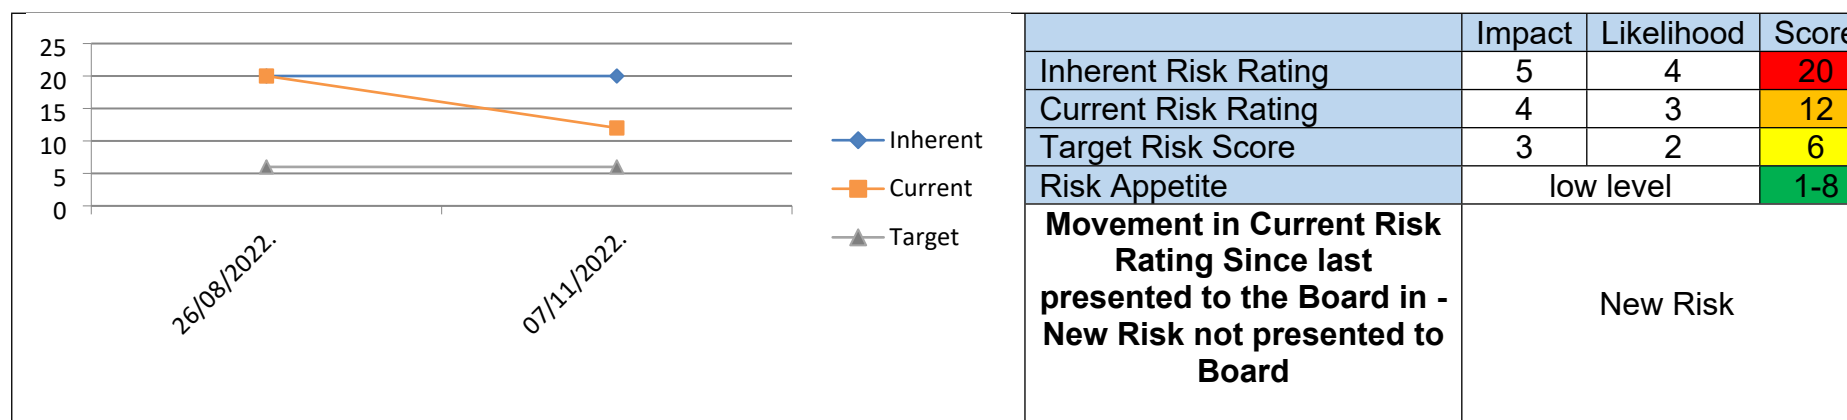 25
20
15
10
5
0
26/08/2022.
07/11/2022.
Inherent
Current
Target
Impact Likelihood Score
Inherent Risk Rating 5 4 20
Current Risk Rating 4 3 12
Target Risk Score 3 2 6
Risk Appetite low level 1-8
Movement in Current Risk
Rating Since last
presented to the Board in -
New Risk not presented to
Board
New Risk